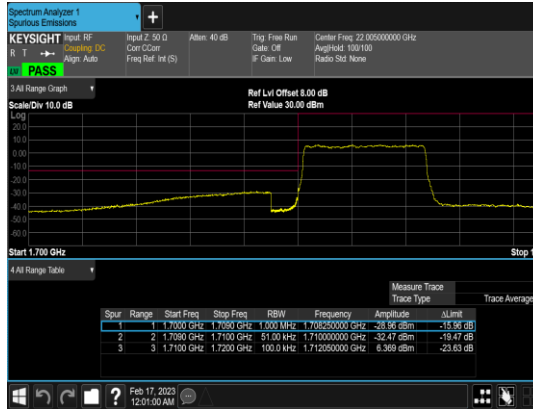 Spectrum Analyzer 1
Spurious Emissions
+
KEYSIGHT Input: RF Input Z: 50 Ω Atten: 40 dB Trig: Free Run Center Freq: 22.005000000 GHz
R T Coupling: DC Corr CCorr Gate: Off Avg|Hold: 100/100
Align: Auto Freq Ref: Int (S) IF Gain: Low Radio Std: None
PASS
3 All Range Graph
Ref Lvl Offset 8.00 dB
Scale/Div 10.0 dB Ref Value 30.00 dBm
Log
20.0
10.0
0.00
-10.0
-20.0
-30.0
-40.0
-50.0
-60.0
Start 1.700 GHz Stop 1
4 All Range Table
Measure Trace
Trace Type Trace Average
Spur Range Start Freq Stop Freq RBW Frequency Amplitude ΔLimit
1 1 1.7000 GHz 1.7090 GHz 1.000 MHz 1.708250000 GHz -28.96 dBm -15.96 dB
2 2 1.7090 GHz 1.7100 GHz 51.00 kHz 1.710000000 GHz -32.47 dBm -19.47 dB
3 3 1.7100 GHz 1.7200 GHz 100.0 kHz 1.712050000 GHz 6.369 dBm -23.63 dB
? Feb 17, 2023
12:01:00 AM